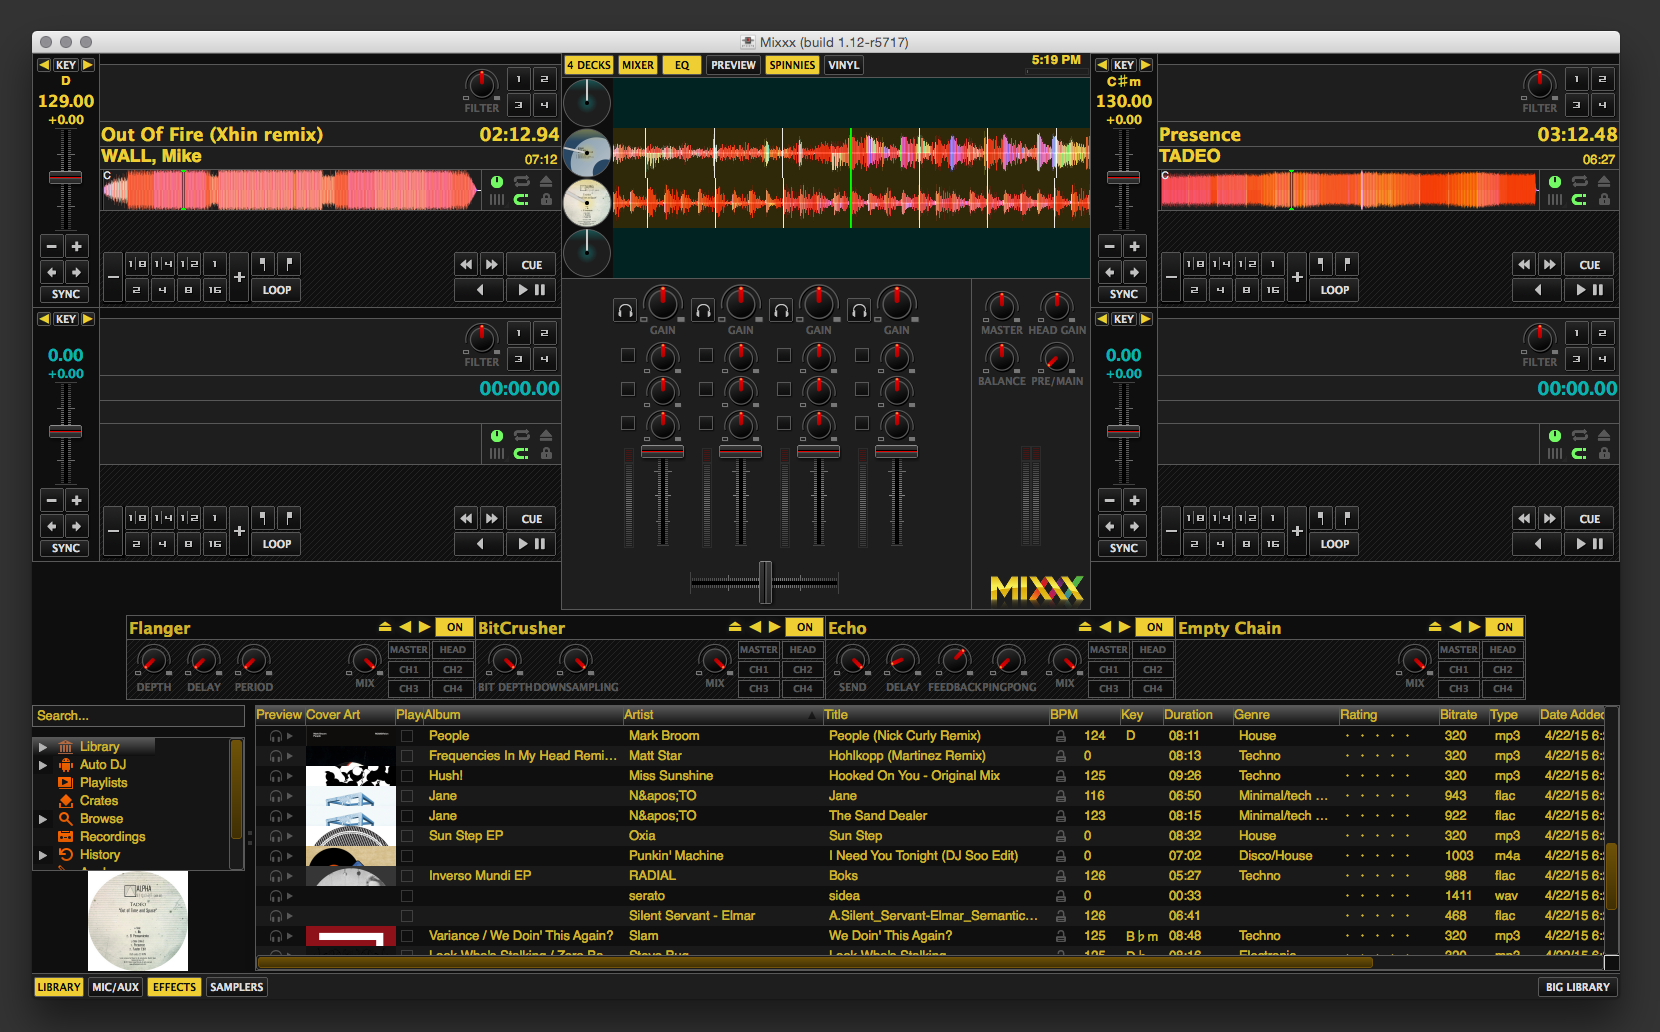 Mixxx (build 1.12-r5717)
KEY
D
129.00
+0.00
FILTER
1 2
3 4
Out Of Fire (Xhin remix) 02:12.94
WALL, Mike 07:12
C
1|8 1|4 1|2 1
2 4 8 16
LOOP
CUE
SYNC
4 DECKS MIXER EQ PREVIEW SPINNIES VINYL 5:19 PM
KEY
C#m
130.00
+0.00
FILTER
1 2
3 4
Presence 03:12.48
TADEO 06:27
C
1|8 1|4 1|2 1
2 4 8 16
LOOP
CUE
SYNC
KEY
0.00
+0.00
FILTER
1 2
3 4
00:00.00
1|8 1|4 1|2 1
2 4 8 16
LOOP
CUE
SYNC
GAIN GAIN GAIN GAIN
MASTER HEAD GAIN
BALANCE PRE/MAIN
MIXXX
KEY
0.00
+0.00
FILTER
1 2
3 4
00:00.00
1|8 1|4 1|2 1
2 4 8 16
LOOP
CUE
SYNC
Flanger ON
MASTER HEAD
CH1 CH2
CH3 CH4
DEPTH DELAY PERIOD MIX
BitCrusher ON
MASTER HEAD
CH1 CH2
CH3 CH4
BIT DEPTH DOWNSAMPLING MIX
Echo ON
MASTER HEAD
CH1 CH2
CH3 CH4
SEND DELAY FEEDBACK PINGPONG MIX
Empty Chain ON
MASTER HEAD
CH1 CH2
CH3 CH4
MIX
Search...
Library
Auto DJ
Playlists
Crates
Browse
Recordings
History
ALPHA
TADEO
Preview Cover Art Playe Album Artist Title BPM Key Duration Genre Rating Bitrate Type Date Added
People Mark Broom People (Nick Curly Remix) 124 D 08:11 House 320 mp3 4/22/15 6:
Frequencies In My Head Remi... Matt Star Hohlkopp (Martinez Remix) 0 08:13 Techno 320 mp3 4/22/15 6:
Hush! Miss Sunshine Hooked On You - Original Mix 125 09:26 Techno 320 mp3 4/22/15 6:
Jane N&apos;TO Jane 116 06:50 Minimal/tech ... 943 flac 4/22/15 6:
Jane N&apos;TO The Sand Dealer 123 08:15 Minimal/tech ... 922 flac 4/22/15 6:
Sun Step EP Oxia Sun Step 0 08:32 House 320 mp3 4/22/15 6:
Punkin' Machine I Need You Tonight (DJ Soo Edit) 0 07:02 Disco/House 1003 m4a 4/22/15 6:
Inverso Mundi EP RADIAL Boks 126 05:27 Techno 988 flac 4/22/15 6:
serato sidea 0 00:33 1411 wav 4/22/15 6:
Silent Servant - Elmar A.Silent_Servant-Elmar_Semantic... 126 06:41 468 flac 4/22/15 6:
Variance / We Doin' This Again? Slam We Doin' This Again? 125 B♭m 08:48 Techno 320 mp3 4/22/15 6:
LIBRARY MIC/AUX EFFECTS SAMPLERS BIG LIBRARY